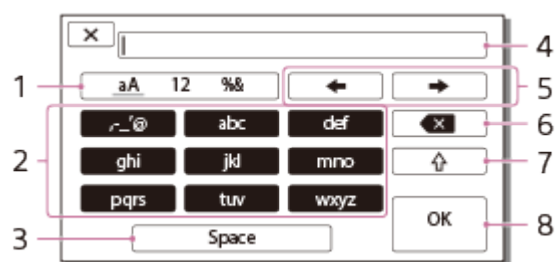 4
1 aA 12 %& 5
,-_'@ abc def 6
2 ghi jkl mno 7
pqrs tuv wxyz OK 8
3 Space